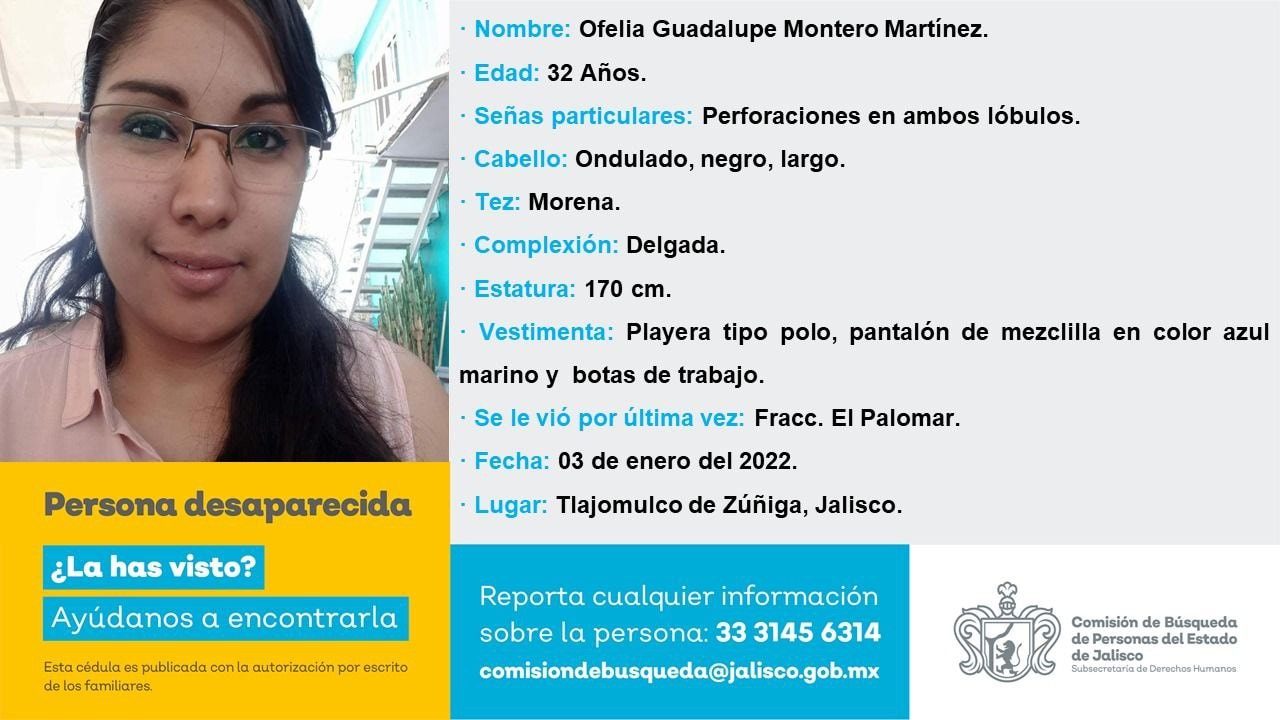 · Nombre: Ofelia Guadalupe Montero Martínez.
· Edad: 32 Años.
· Señas particulares: Perforaciones en ambos lóbulos.
· Cabello: Ondulado, negro, largo.
· Tez: Morena.
· Complexión: Delgada.
· Estatura: 170 cm.
· Vestimenta: Playera tipo polo, pantalón de mezclilla en color azul
marino y botas de trabajo.
· Se le vió por última vez: Fracc. El Palomar.
· Fecha: 03 de enero del 2022.
· Lugar: Tlajomulco de Zúñiga, Jalisco.
Persona desaparecida
¿La has visto?
Ayúdanos a encontrarla
Esta cédula es publicada con la autorización por escrito
de los familiares.
Reporta cualquier información
sobre la persona: 33 3145 6314
comisiondebusqueda@jalisco.gob.mx
Comisión de Búsqueda
de Personas del Estado
de Jalisco
Subsecretaría de Derechos Humanos